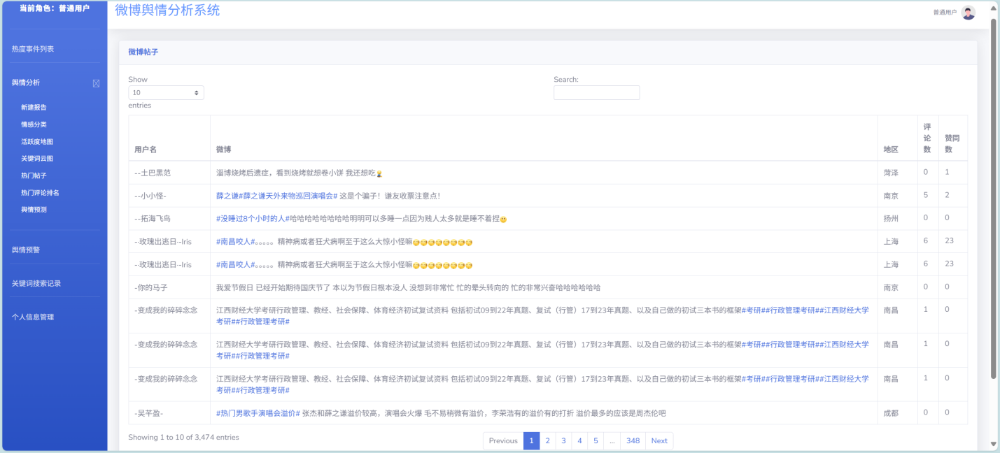 当前角色：普通用户
微博舆情分析系统
普通用户
热度事件列表
舆情分析
新建报告
情感分类
活跃度地图
关键词云图
热门帖子
热门评论排名
舆情预测
舆情预警
关键词搜索记录
个人信息管理
微博帖子
Show
10
entries
Search:
用户名 微博 地区 评论数 赞同数
--土巴黑范 淄博烧烤后遗症，看到烧烤就想卷小饼 我还想吃 菏泽 0 1
--小小怪- 薛之谦#薛之谦天外来物巡回演唱会# 这是个骗子！谦友收票注意点！ 南京 5 2
--拓海飞鸟 #没睡过8个小时的人#哈哈哈哈哈哈哈哈明明可以多睡一点因为贱人太多就是睡不着捏 扬州 0 0
--玫瑰出逃日--Iris #南昌咬人#。。。。。精神病或者狂犬病啊至于这么大惊小怪嘛 上海 6 23
--玫瑰出逃日--Iris #南昌咬人#。。。。。精神病或者狂犬病啊至于这么大惊小怪嘛 上海 6 23
-你的马子 我爱节假日 已经开始期待国庆节了 本以为节假日根本没人 没想到非常忙 忙的晕头转向的 忙的非常兴奋哈哈哈哈哈哈 南京 0 0
-变成我的碎碎念念 江西财经大学考研行政管理、教经、社会保障、体育经济初试复试资料 包括初试09到22年真题、复试（行管）17到23年真题、以及自己做的初试三本书的框架#考研##行政管理考研##江西财经大学 南昌 1 0
考研##行政管理考研#
-变成我的碎碎念念 江西财经大学考研行政管理、教经、社会保障、体育经济初试复试资料 包括初试09到22年真题、复试（行管）17到23年真题、以及自己做的初试三本书的框架#考研##行政管理考研##江西财经大学 南昌 1 0
考研##行政管理考研#
-变成我的碎碎念念 江西财经大学考研行政管理、教经、社会保障、体育经济初试复试资料 包括初试09到22年真题、复试（行管）17到23年真题、以及自己做的初试三本书的框架#考研##行政管理考研##江西财经大学 南昌 1 0
考研##行政管理考研#
-吴芊盈- #热门男歌手演唱会溢价# 张杰和薛之谦溢价较高，演唱会火爆 毛不易稍微有溢价，李荣浩有的溢价有的打折 溢价最多的应该是周杰伦吧 成都 0 0
Showing 1 to 10 of 3,474 entries
Previous 1 2 3 4 5 ... 348 Next